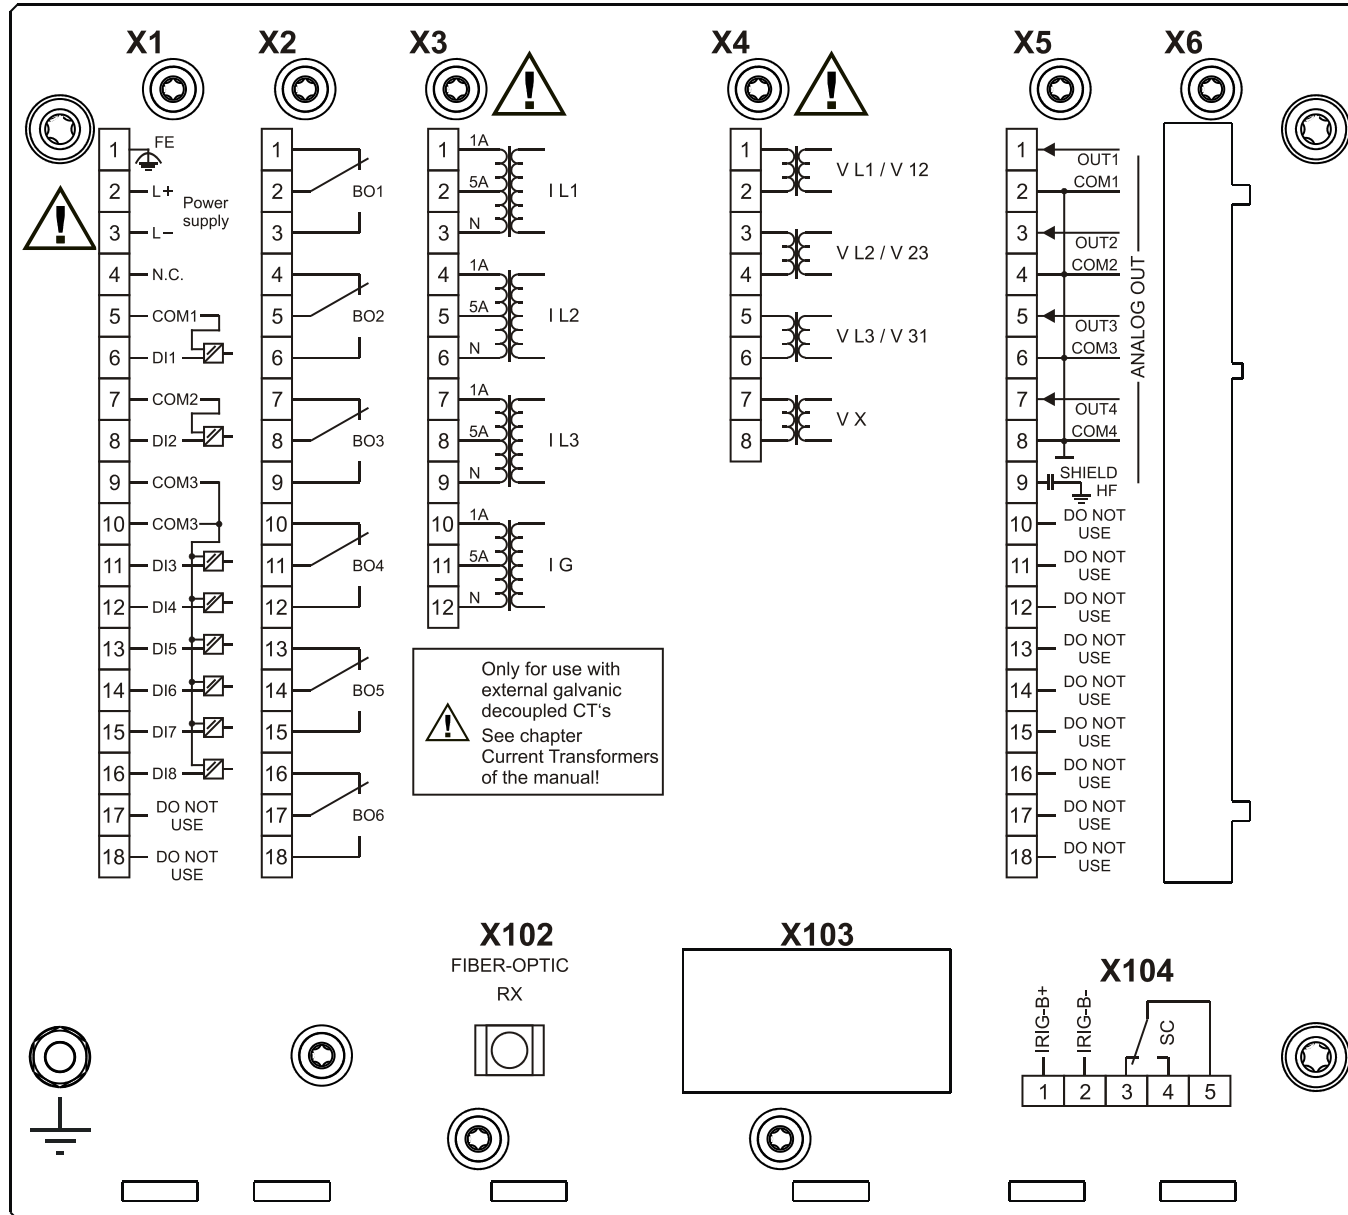 X1 X2 X3 X4 X5 X6
1 FE
2 L+
Power
supply
3 L−
4 N.C.
5 COM1
6 DI1
7 COM2
8 DI2
9 COM3
10 COM3
11 DI3
12 DI4
13 DI5
14 DI6
15 DI7
16 DI8
17 DO NOT
USE
18 DO NOT
USE
1
2 BO1
3
4
5 BO2
6
7
8 BO3
9
10
11 BO4
12
13
14 BO5
15
16
17 BO6
18
!
!
1 1A
2 5A I L1
3 N
4 1A
5 5A I L2
6 N
7 1A
8 5A I L3
9 N
10 1A
11 5A I G
12 N
!
Only for use with
external galvanic
decoupled CT‘s
See chapter
Current Transformers
of the manual!
!
1
V L1 / V 12
2
3
V L2 / V 23
4
5
V L3 / V 31
6
7
V X
8
1 OUT1
2 COM1
3 OUT2
4 COM2
5 OUT3
6 COM3
7 OUT4
8 COM4
ANALOG OUT
9 SHIELD
HF
10 DO NOT
USE
11 DO NOT
USE
12 DO NOT
USE
13 DO NOT
USE
14 DO NOT
USE
15 DO NOT
USE
16 DO NOT
USE
17 DO NOT
USE
18 DO NOT
USE
X102
FIBER-OPTIC
RX
X103
X104
IRIG-B+
IRIG-B-
SC
1 2 3 4 5